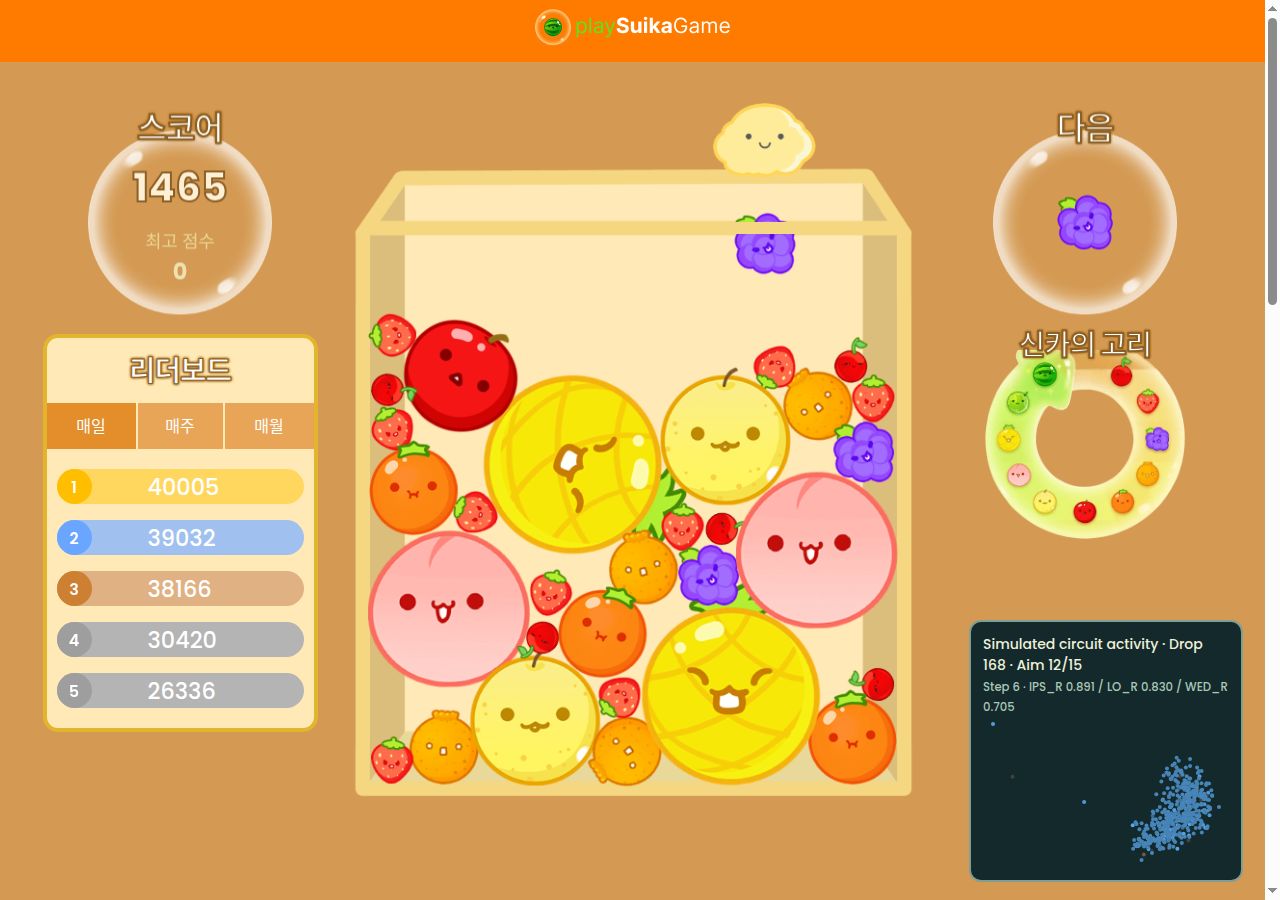 playSuikaGame
스코어
1465
최고 점수
0
리더보드
매일 매주 매월
1 40005
2 39032
3 38166
4 30420
5 26336
다음
신카의 고리
Simulated circuit activity · Drop
168 · Aim 12/15
Step 6 · IPS_R 0.891 / LO_R 0.830 / WED_R
0.705